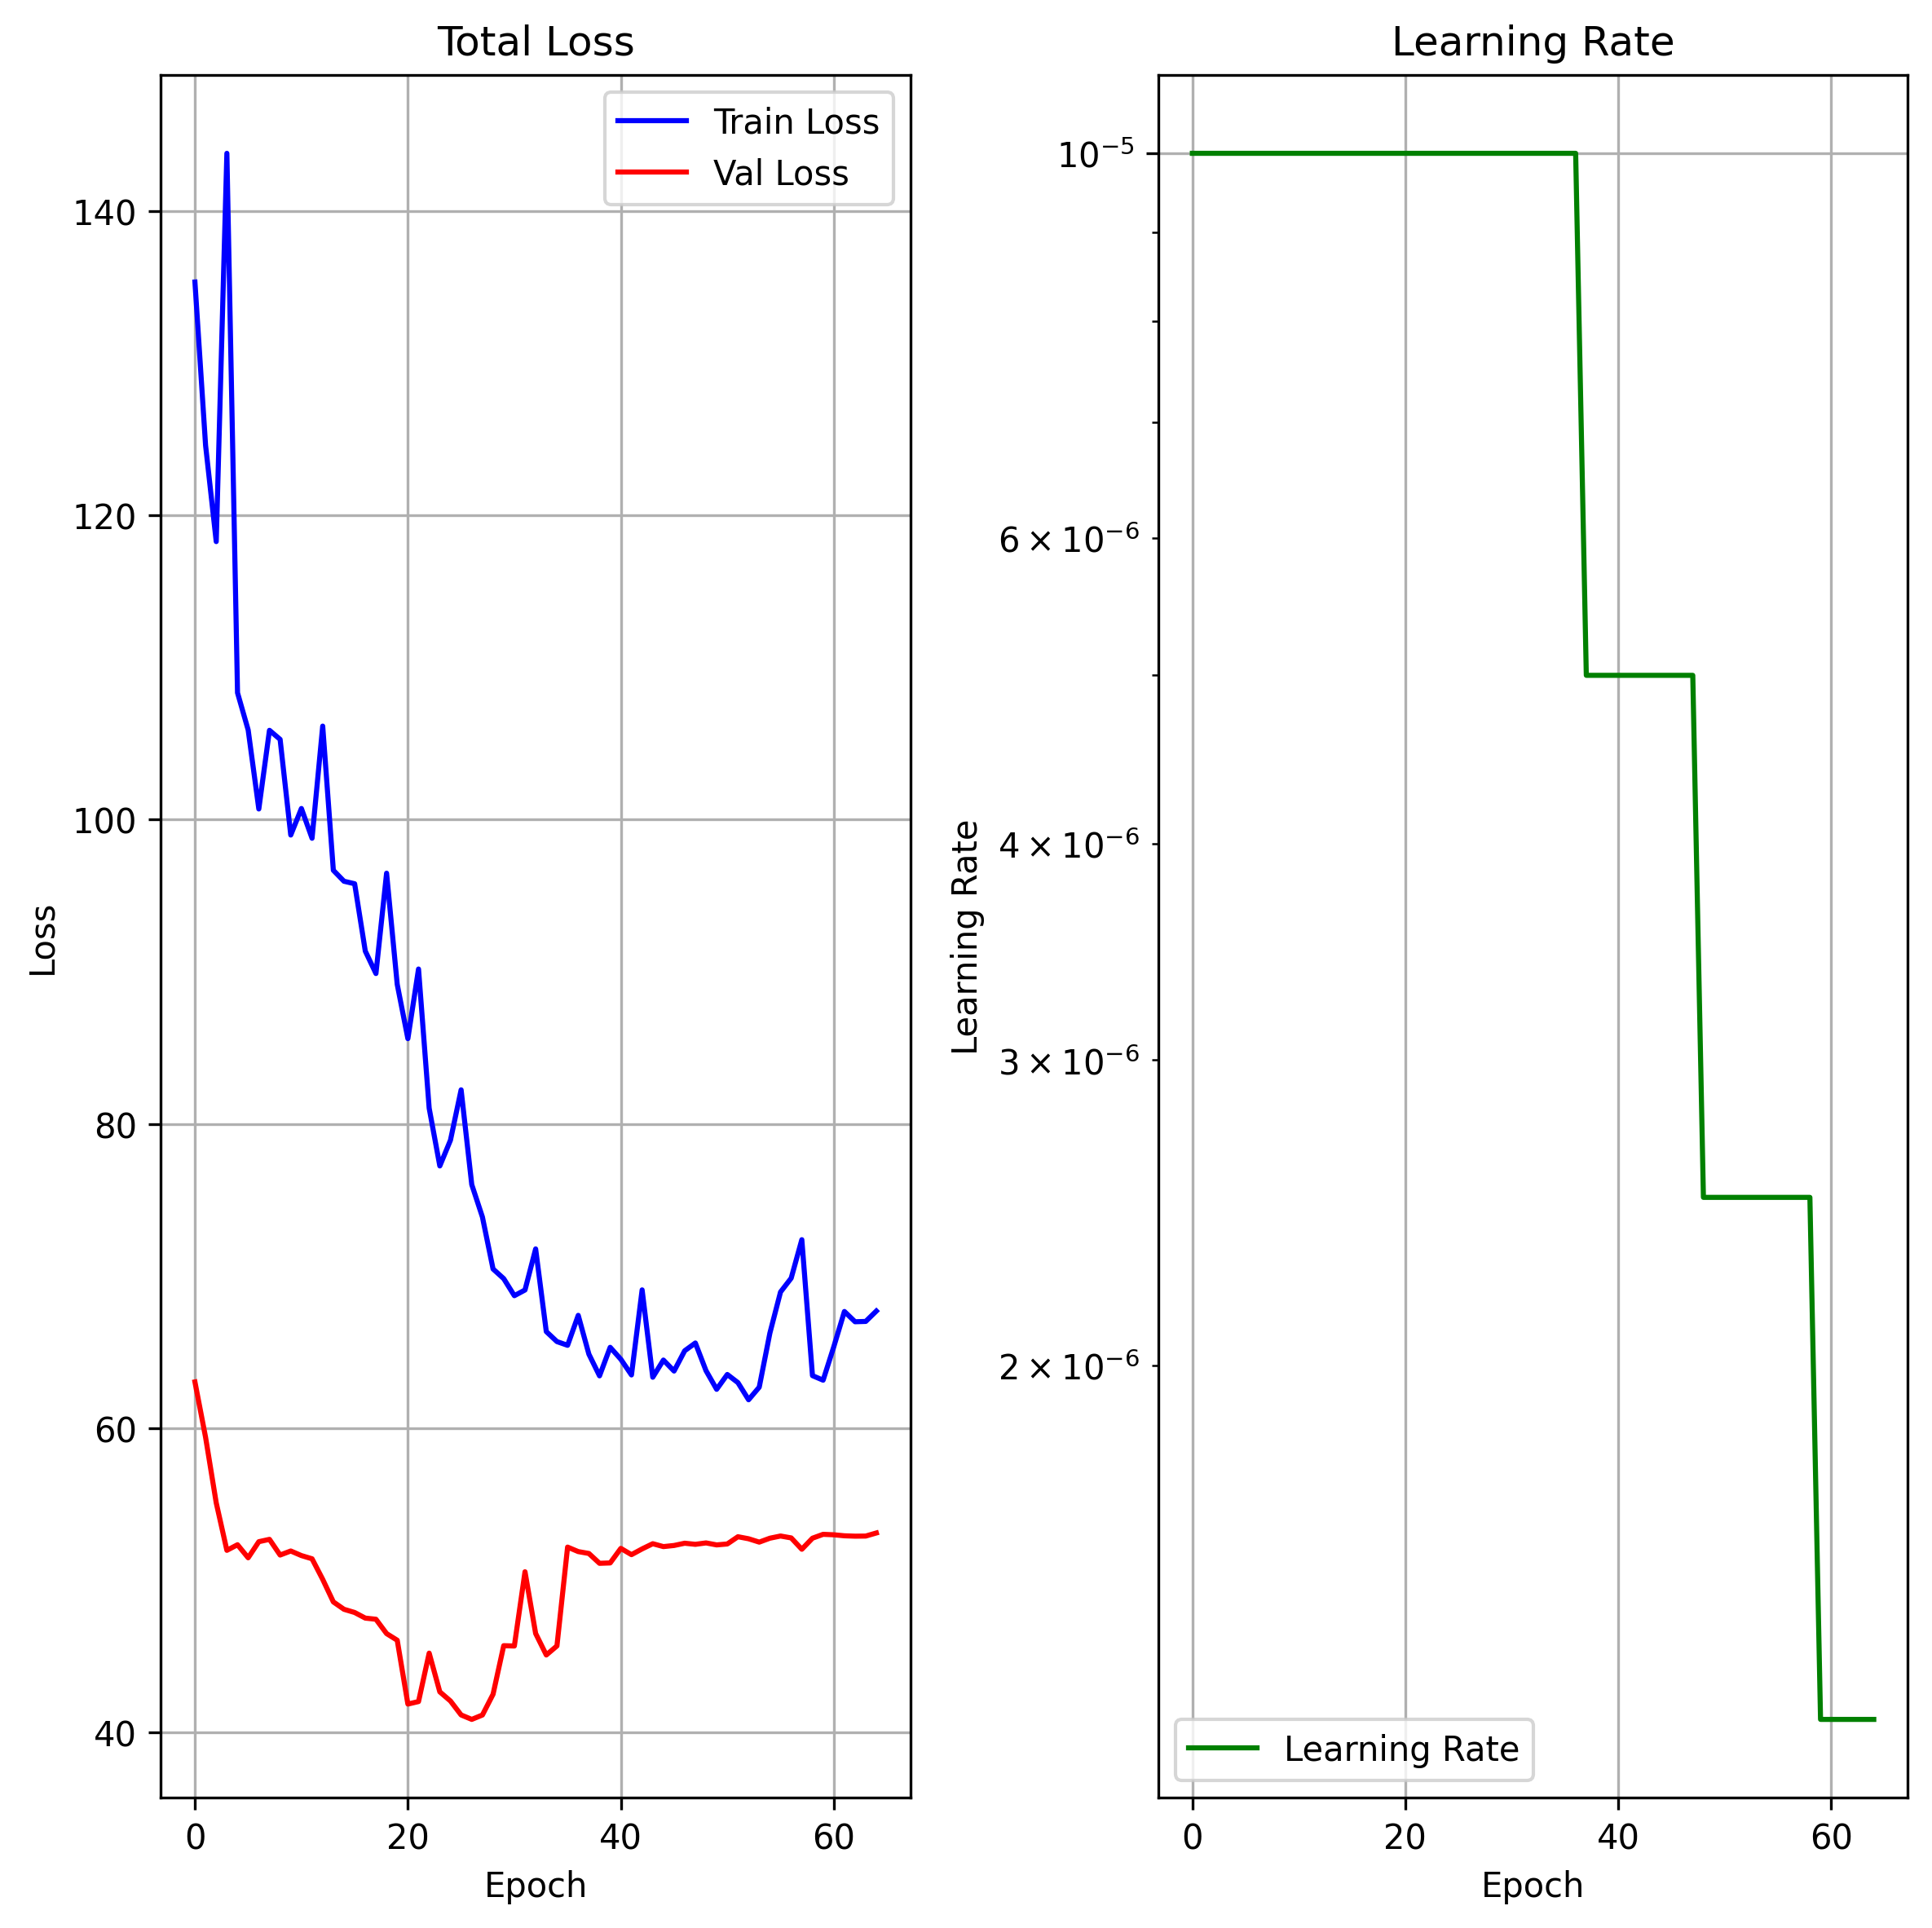 Total Loss
Train Loss
Val Loss
140
120
100
80
60
40
Loss
0
20
40
60
Epoch
Learning Rate
10⁻⁵
6 × 10⁻⁶
4 × 10⁻⁶
3 × 10⁻⁶
2 × 10⁻⁶
Learning Rate
Learning Rate
0
20
40
60
Epoch